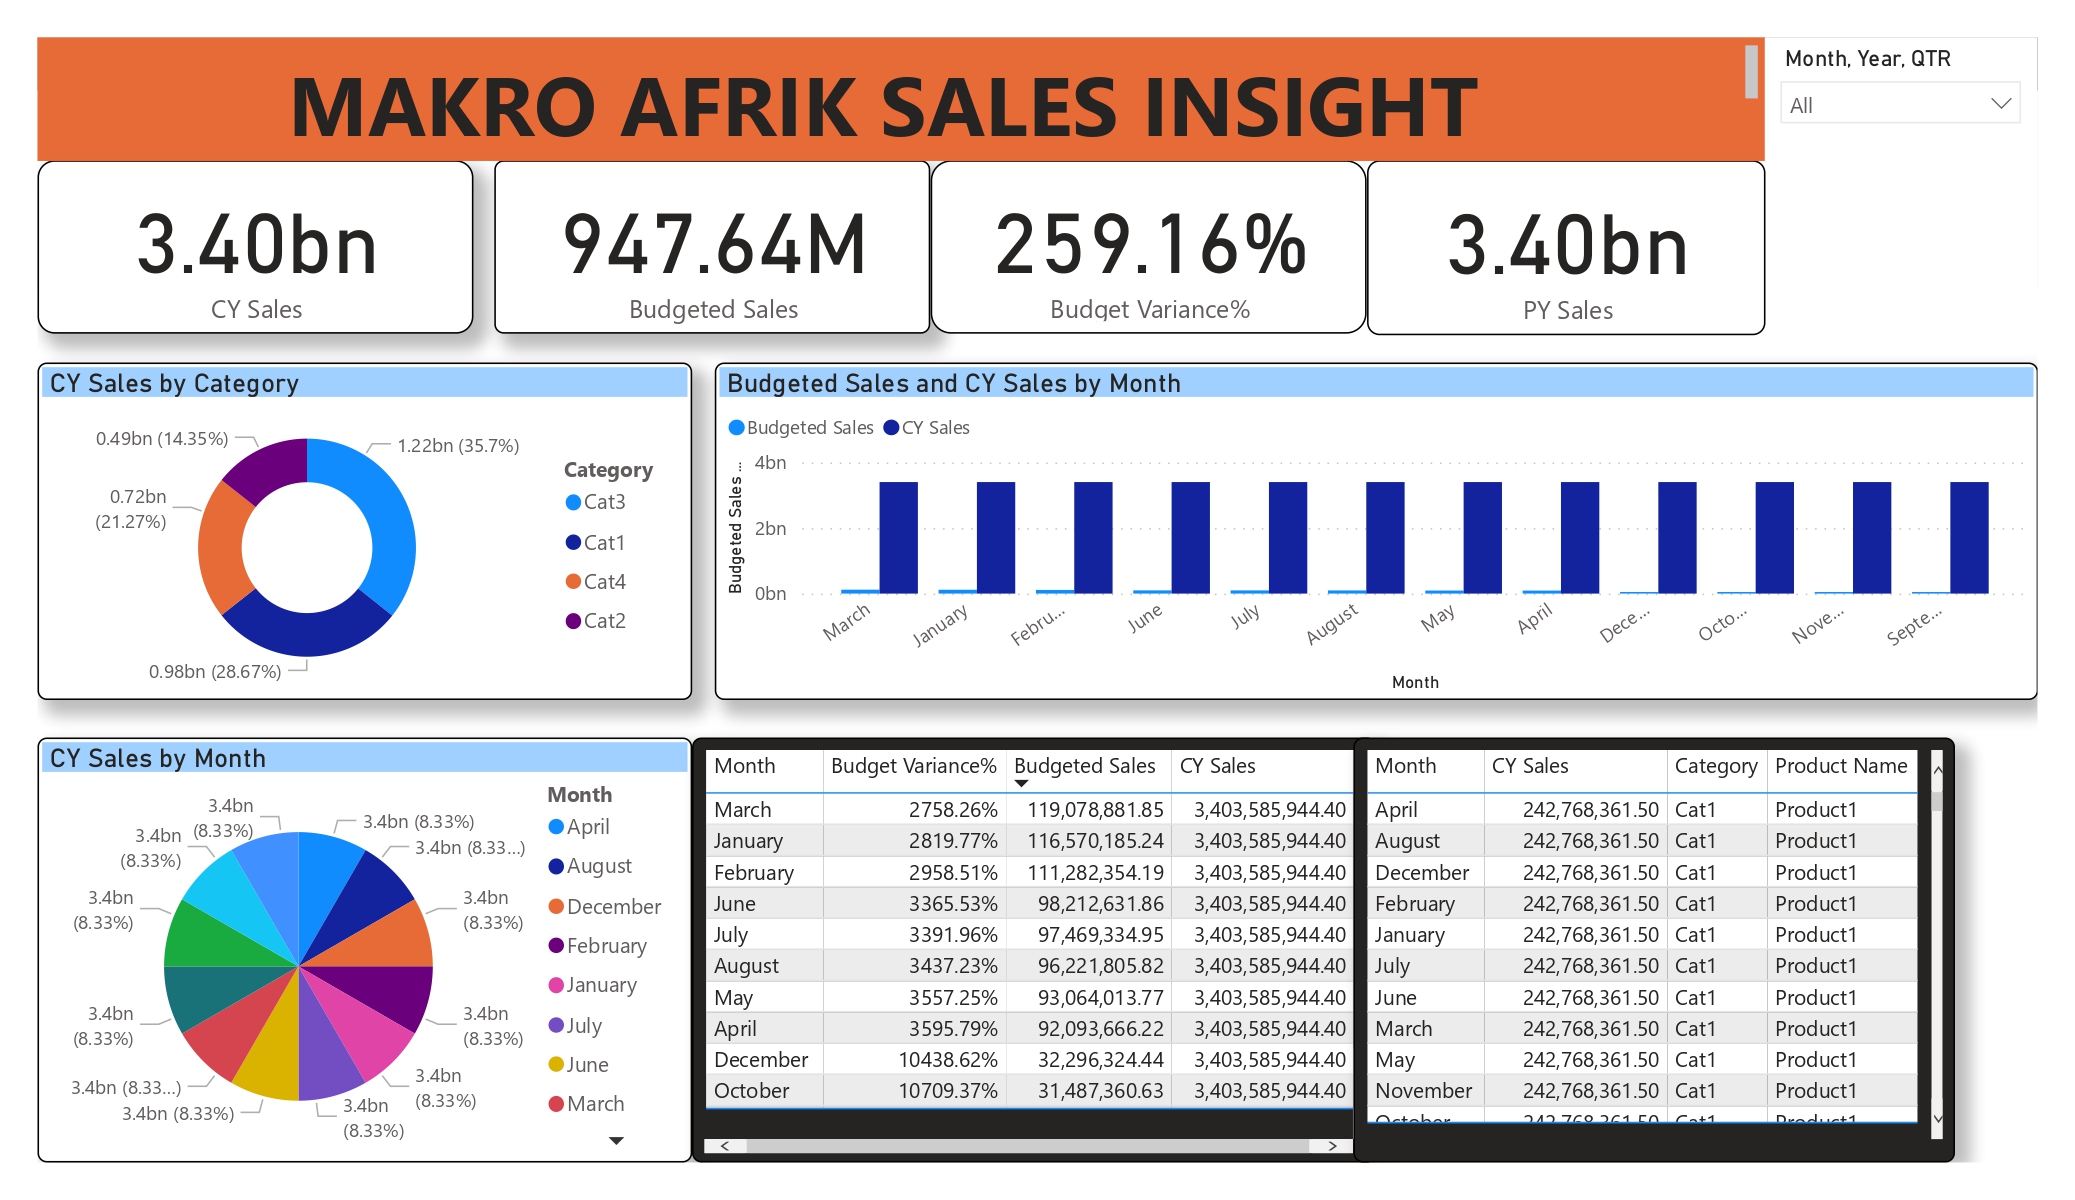 MAKRO AFRIK SALES INSIGHT
Month, Year, QTR
All
3.40bn
CY Sales
947.64M
Budgeted Sales
259.16%
Budget Variance%
3.40bn
PY Sales
CY Sales by Category
0.49bn (14.35%)
1.22bn (35.7%)
0.72bn
(21.27%)
0.98bn (28.67%)
Category
Cat3
Cat1
Cat4
Cat2
Budgeted Sales and CY Sales by Month
Budgeted Sales CY Sales
Budgeted Sales ...
4bn
2bn
0bn
March January Febru... June July August May April Dece... Octo... Nove... Septe...
Month
CY Sales by Month
3.4bn
(8.33%)
3.4bn (8.33%)
3.4bn
(8.33%)
3.4bn (8.33...)
3.4bn
(8.33%)
3.4bn
(8.33%)
3.4bn
(8.33%)
3.4bn
(8.33%)
3.4bn (8.33...)
3.4bn
(8.33%)
3.4bn (8.33%)
3.4bn
(8.33%)
Month
April
August
December
February
January
July
June
March
Month Budget Variance% Budgeted Sales CY Sales
March 2758.26% 119,078,881.85 3,403,585,944.40
January 2819.77% 116,570,185.24 3,403,585,944.40
February 2958.51% 111,282,354.19 3,403,585,944.40
June 3365.53% 98,212,631.86 3,403,585,944.40
July 3391.96% 97,469,334.95 3,403,585,944.40
August 3437.23% 96,221,805.82 3,403,585,944.40
May 3557.25% 93,064,013.77 3,403,585,944.40
April 3595.79% 92,093,666.22 3,403,585,944.40
December 10438.62% 32,296,324.44 3,403,585,944.40
October 10709.37% 31,487,360.63 3,403,585,944.40
Month CY Sales Category Product Name
April 242,768,361.50 Cat1 Product1
August 242,768,361.50 Cat1 Product1
December 242,768,361.50 Cat1 Product1
February 242,768,361.50 Cat1 Product1
January 242,768,361.50 Cat1 Product1
July 242,768,361.50 Cat1 Product1
June 242,768,361.50 Cat1 Product1
March 242,768,361.50 Cat1 Product1
May 242,768,361.50 Cat1 Product1
November 242,768,361.50 Cat1 Product1
October 242,768,361.50 Cat1 Product1